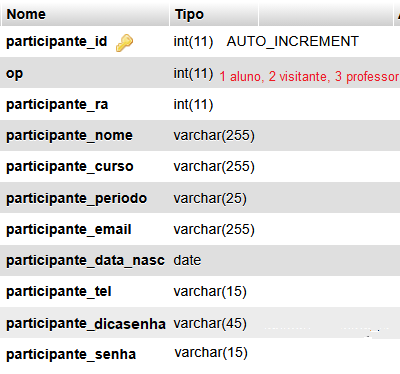 Nome Tipo
participante_id int(11) AUTO_INCREMENT
op int(11) 1 aluno, 2 visitante, 3 professor
participante_ra int(11)
participante_nome varchar(255)
participante_curso varchar(255)
participante_periodo varchar(25)
participante_email varchar(255)
participante_data_nasc date
participante_tel varchar(15)
participante_dicasenha varchar(45)
participante_senha varchar(15)